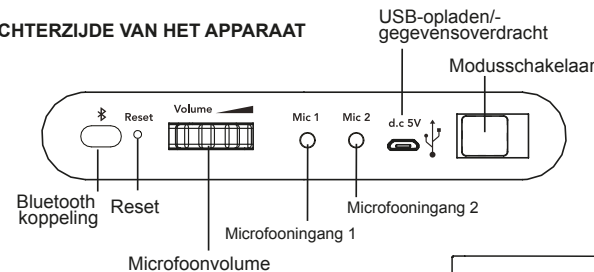 CHTERZIJDE VAN HET APPARAAT
USB-opladen/-
gegevensoverdracht
Modusschakelaar
Reset
Volume
Mic 1
Mic 2
d.c 5V
Bluetooth
koppeling
Reset
Microfooningang 2
Microfooningang 1
Microfoonvolume